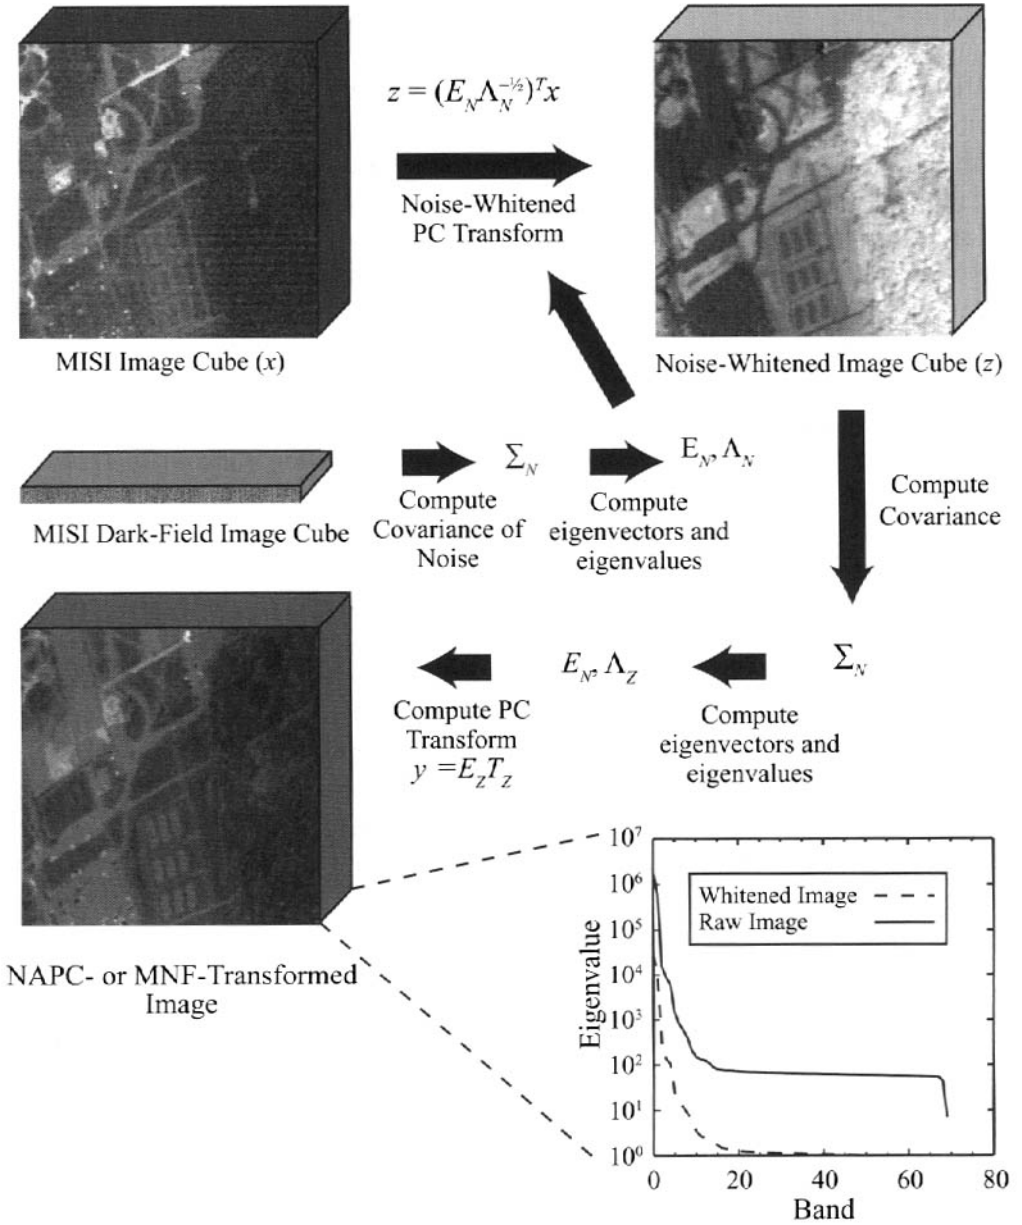 z = (E_N Λ_N^{-½})^T x
Noise-Whitened
PC Transform
MISI Image Cube (x)
Noise-Whitened Image Cube (z)
MISI Dark-Field Image Cube
Compute
Covariance of
Noise
Σ_N
Compute
eigenvectors and
eigenvalues
E_N, Λ_N
Compute
Covariance
Σ_N
Compute
eigenvectors and
eigenvalues
E_N, Λ_Z
Compute PC
Transform
y =E_Z T_Z
NAPC- or MNF-Transformed
Image
Whitened Image
Raw Image
Eigenvalue
10^7
10^6
10^5
10^4
10^3
10^2
10^1
10^0
0 20 40 60 80
Band